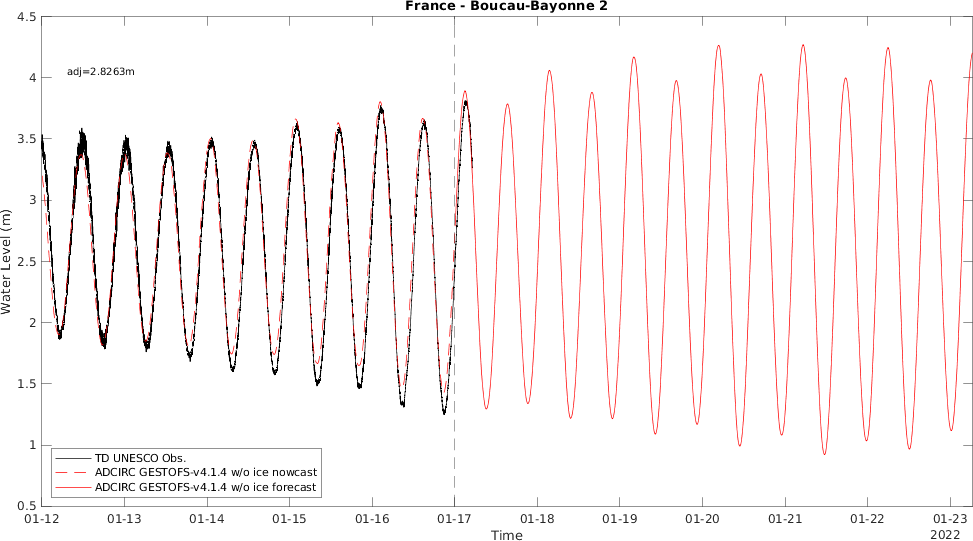 France - Boucau-Bayonne 2
4.5
4
3.5
3
2.5
2
1.5
1
0.5
Water Level (m)
adj=2.8263m
TD UNESCO Obs.
ADCIRC GESTOFS-v4.1.4 w/o ice nowcast
ADCIRC GESTOFS-v4.1.4 w/o ice forecast
01-12 01-13 01-14 01-15 01-16 01-17 01-18 01-19 01-20 01-21 01-22 01-23
Time
2022